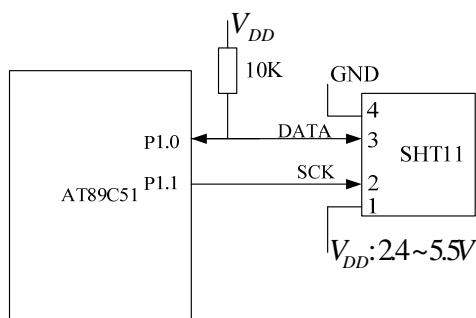 V_DD
10K
GND
4
P1.0
DATA
3
SHT11
AT89C51
P1.1
SCK
2
1
V_DD:2.4~5.5V